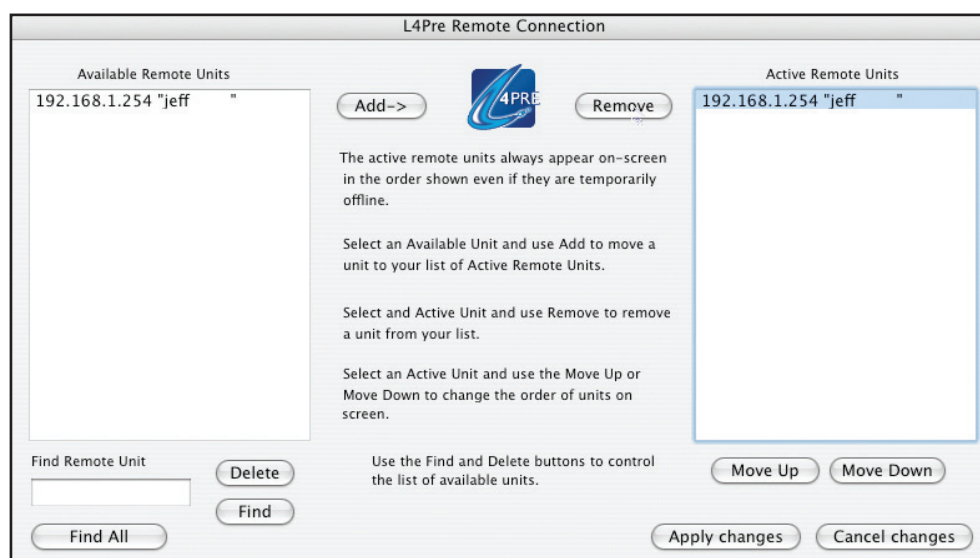 L4Pre Remote Connection
Available Remote Units
192.168.1.254 "jeff        "
Add->
4PRE
Remove
Active Remote Units
192.168.1.254 "jeff        "
The active remote units always appear on-screen
in the order shown even if they are temporarily
offline.
Select an Available Unit and use Add to move a
unit to your list of Active Remote Units.
Select and Active Unit and use Remove to remove
a unit from your list.
Select an Active Unit and use the Move Up or
Move Down to change the order of units on
screen.
Find Remote Unit
Delete
Find
Find All
Use the Find and Delete buttons to control
the list of available units.
Move Up
Move Down
Apply changes
Cancel changes